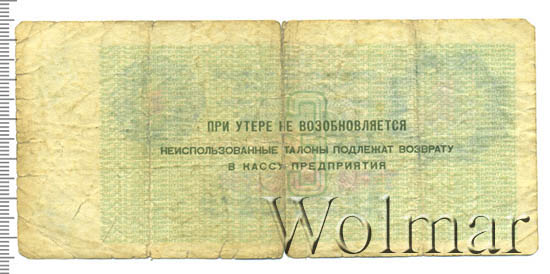 ПРИ УТЕРЕ НЕ ВОЗОБНОВЛЯЕТСЯ
НЕИСПОЛЬЗОВАННЫЕ ТАЛОНЫ ПОДЛЕЖАТ ВОЗВРАТУ
В КАССУ ПРЕДПРИЯТИЯ
Wolmar